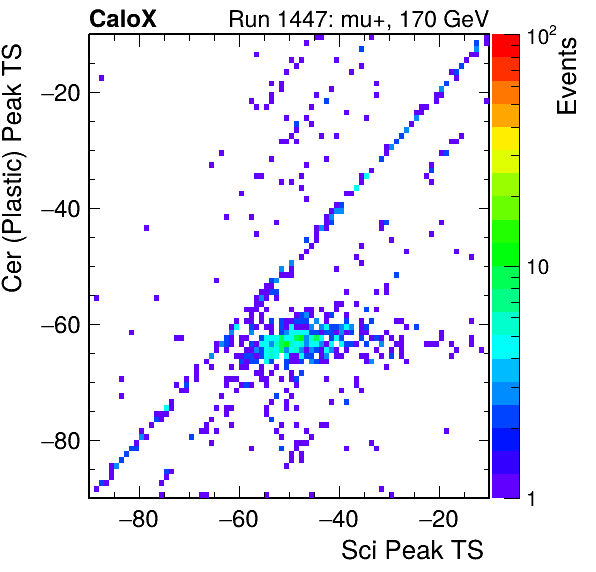 CaloX Run 1447: mu+, 170 GeV
Cer (Plastic) Peak TS
−20
−40
−60
−80
−80 −60 −40 −20
Sci Peak TS
10²
10
1
Events